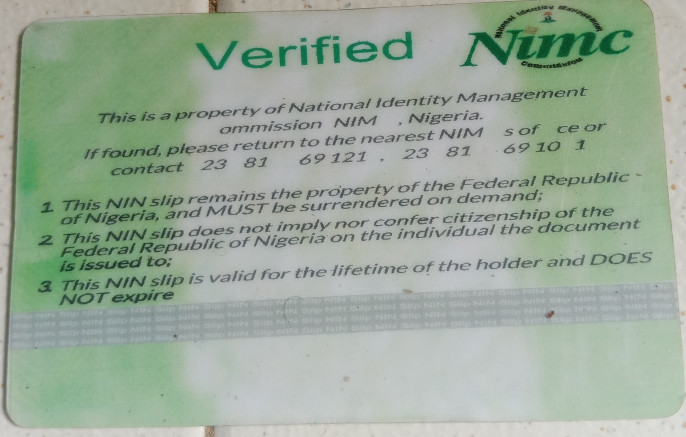 Verified
National Identity Management
Nimc
Commission
This is a property of National Identity Management
ommission NIM , Nigeria.
If found, please return to the nearest NIM s of ce or
contact 23 81 69 121 , 23 81 69 10 1
1. This NIN slip remains the property of the Federal Republic
of Nigeria, and MUST be surrendered on demand;
2. This NIN slip does not imply nor confer citizenship of the
Federal Republic of Nigeria on the individual the document
is issued to;
3. This NIN slip is valid for the lifetime of the holder and DOES
NOT expire